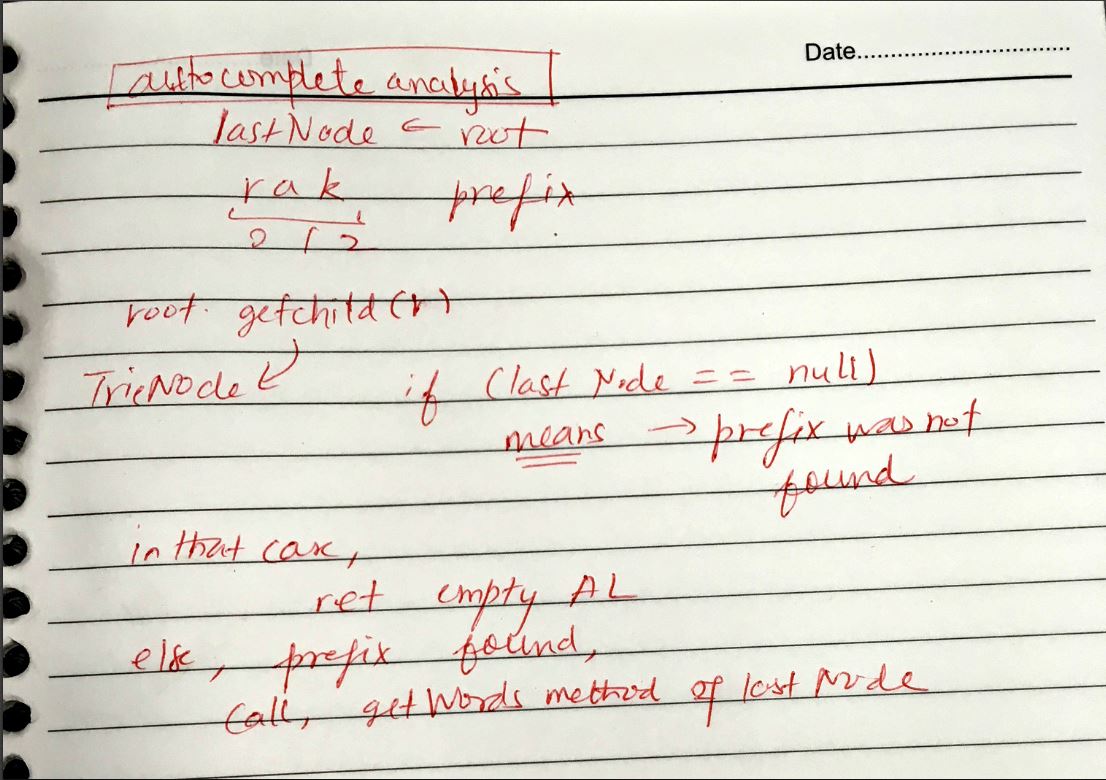 Date....................................
autocomplete analysis
lastNode ← root
r a k prefix
0 1 2
root. getchild(r)
TrieNode
if (last Node == null)
means → prefix was not
found
in that case,
ret empty AL
else, prefix found,
Call, getWords method of last Node